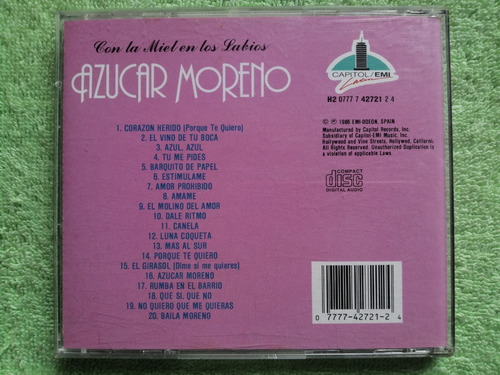 Con la Miel en los Labios
AZUCAR MORENO
CAPITOL/EMI
Latin
H2 0777 7 42721 2 4
1. CORAZON HERIDO (Porque Te Quiero)
2. EL VINO DE TU BOCA
3. AZUL, AZUL
4. TU ME PIDES
5. BARQUITO DE PAPEL
6. ESTIMULAME
7. AMOR PROHIBIDO
8. AMAME
9. EL MOLINO DEL AMOR
10. DALE RITMO
11. CANELA
12. LUNA COQUETA
13. MAS AL SUR
14. PORQUE TE QUIERO
15. EL GIRASOL (Dime si me quieres)
16. AZUCAR MORENO
17. RUMBA EN EL BARRIO
18. QUE SI, QUE NO
19. NO QUIERO QUE ME QUIERAS
20. BAILA MORENO
© ℗ 1986 EMI-ODEON, SPAIN
Manufactured by Capitol Records, Inc.
Subsidiary of Capitol-EMI Music, Inc.
Hollywood and Vine Streets, Hollywood, California.
All Rights Reserved. Unauthorized Duplication is
a violation of applicable Laws.
COMPACT
disc
DIGITAL AUDIO
0 77774-42721-2 4